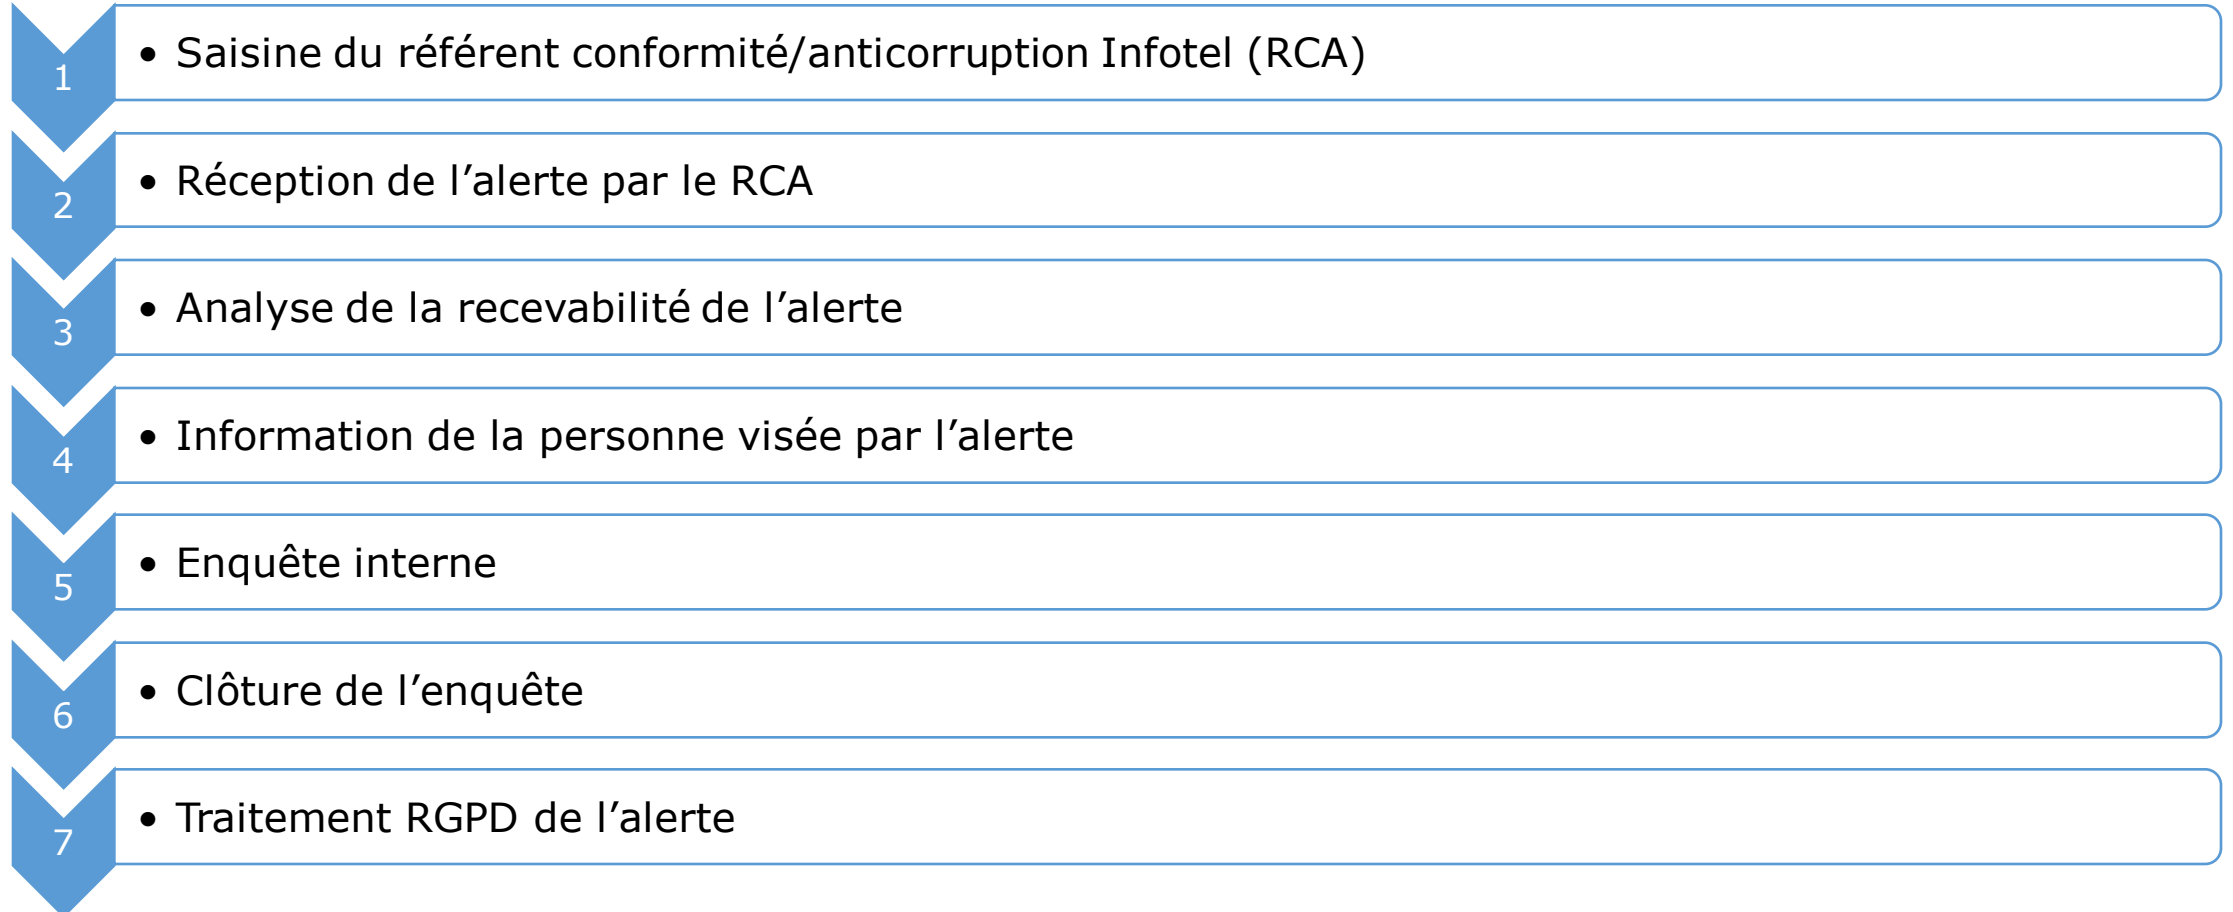 1
• Saisine du référent conformité/anticorruption Infotel (RCA)
2
• Réception de l’alerte par le RCA
3
• Analyse de la recevabilité de l’alerte
4
• Information de la personne visée par l’alerte
5
• Enquête interne
6
• Clôture de l’enquête
7
• Traitement RGPD de l’alerte